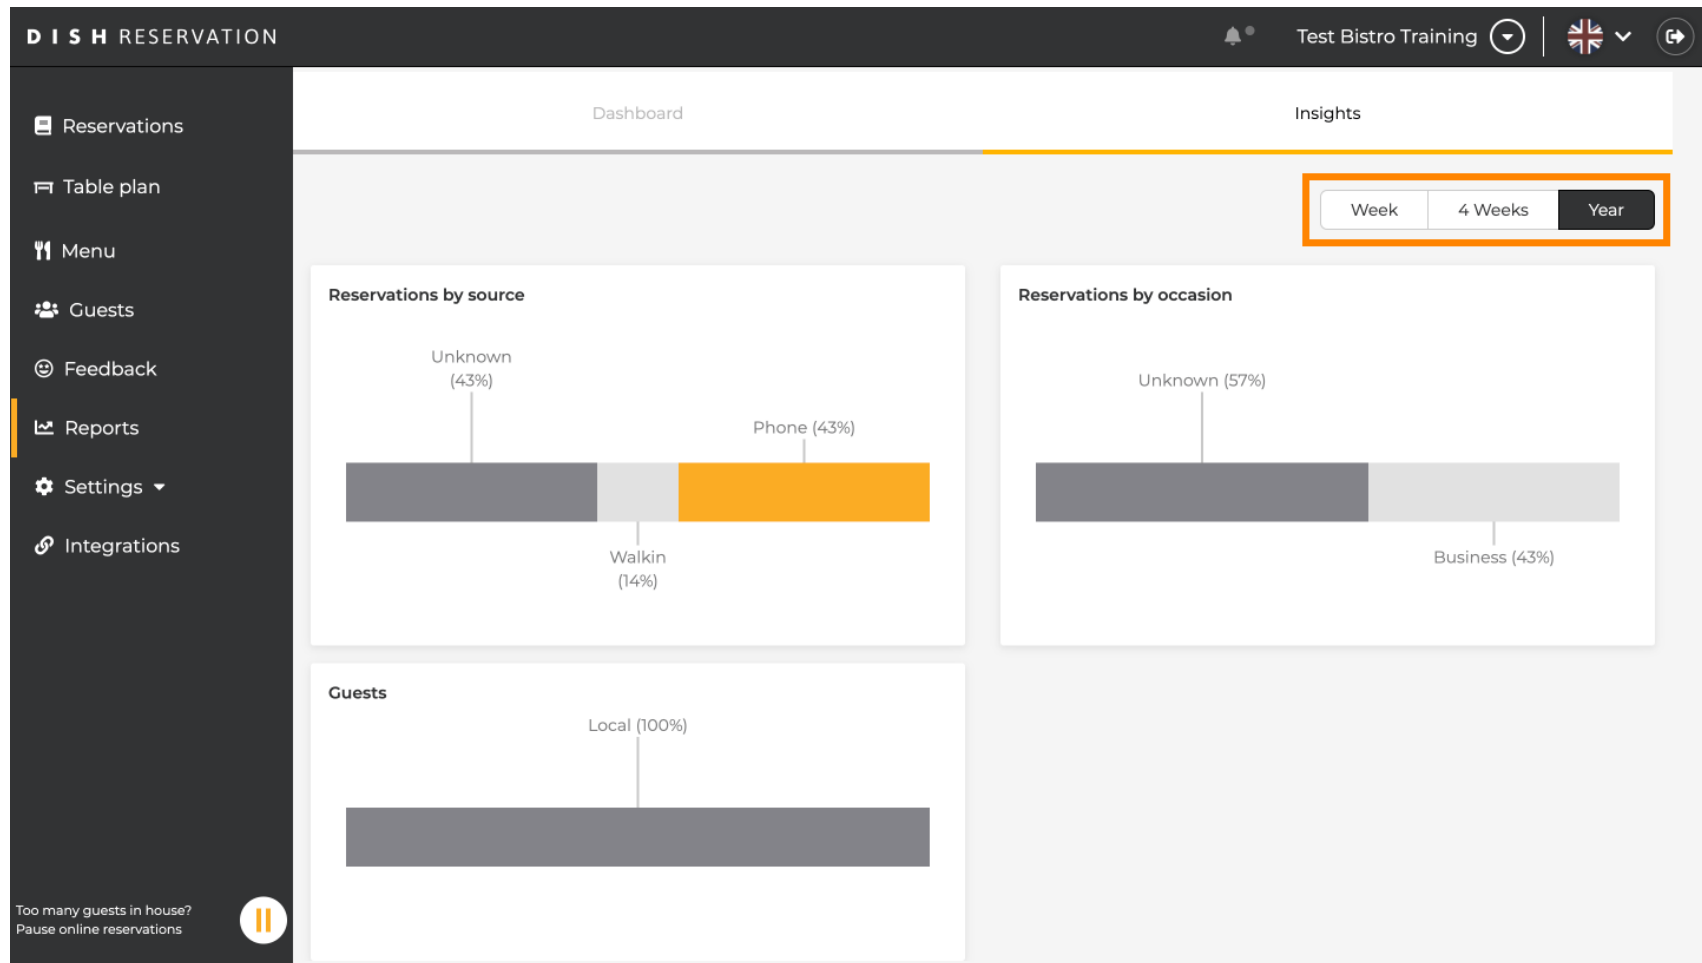 DISH RESERVATION
Test Bistro Training
Reservations
Table plan
Menu
Guests
Feedback
Reports
Settings
Integrations
Too many guests in house?
Pause online reservations
Dashboard
Insights
Week
4 Weeks
Year
Reservations by source
Unknown
(43%)
Phone (43%)
Walkin
(14%)
Reservations by occasion
Unknown (57%)
Business (43%)
Guests
Local (100%)